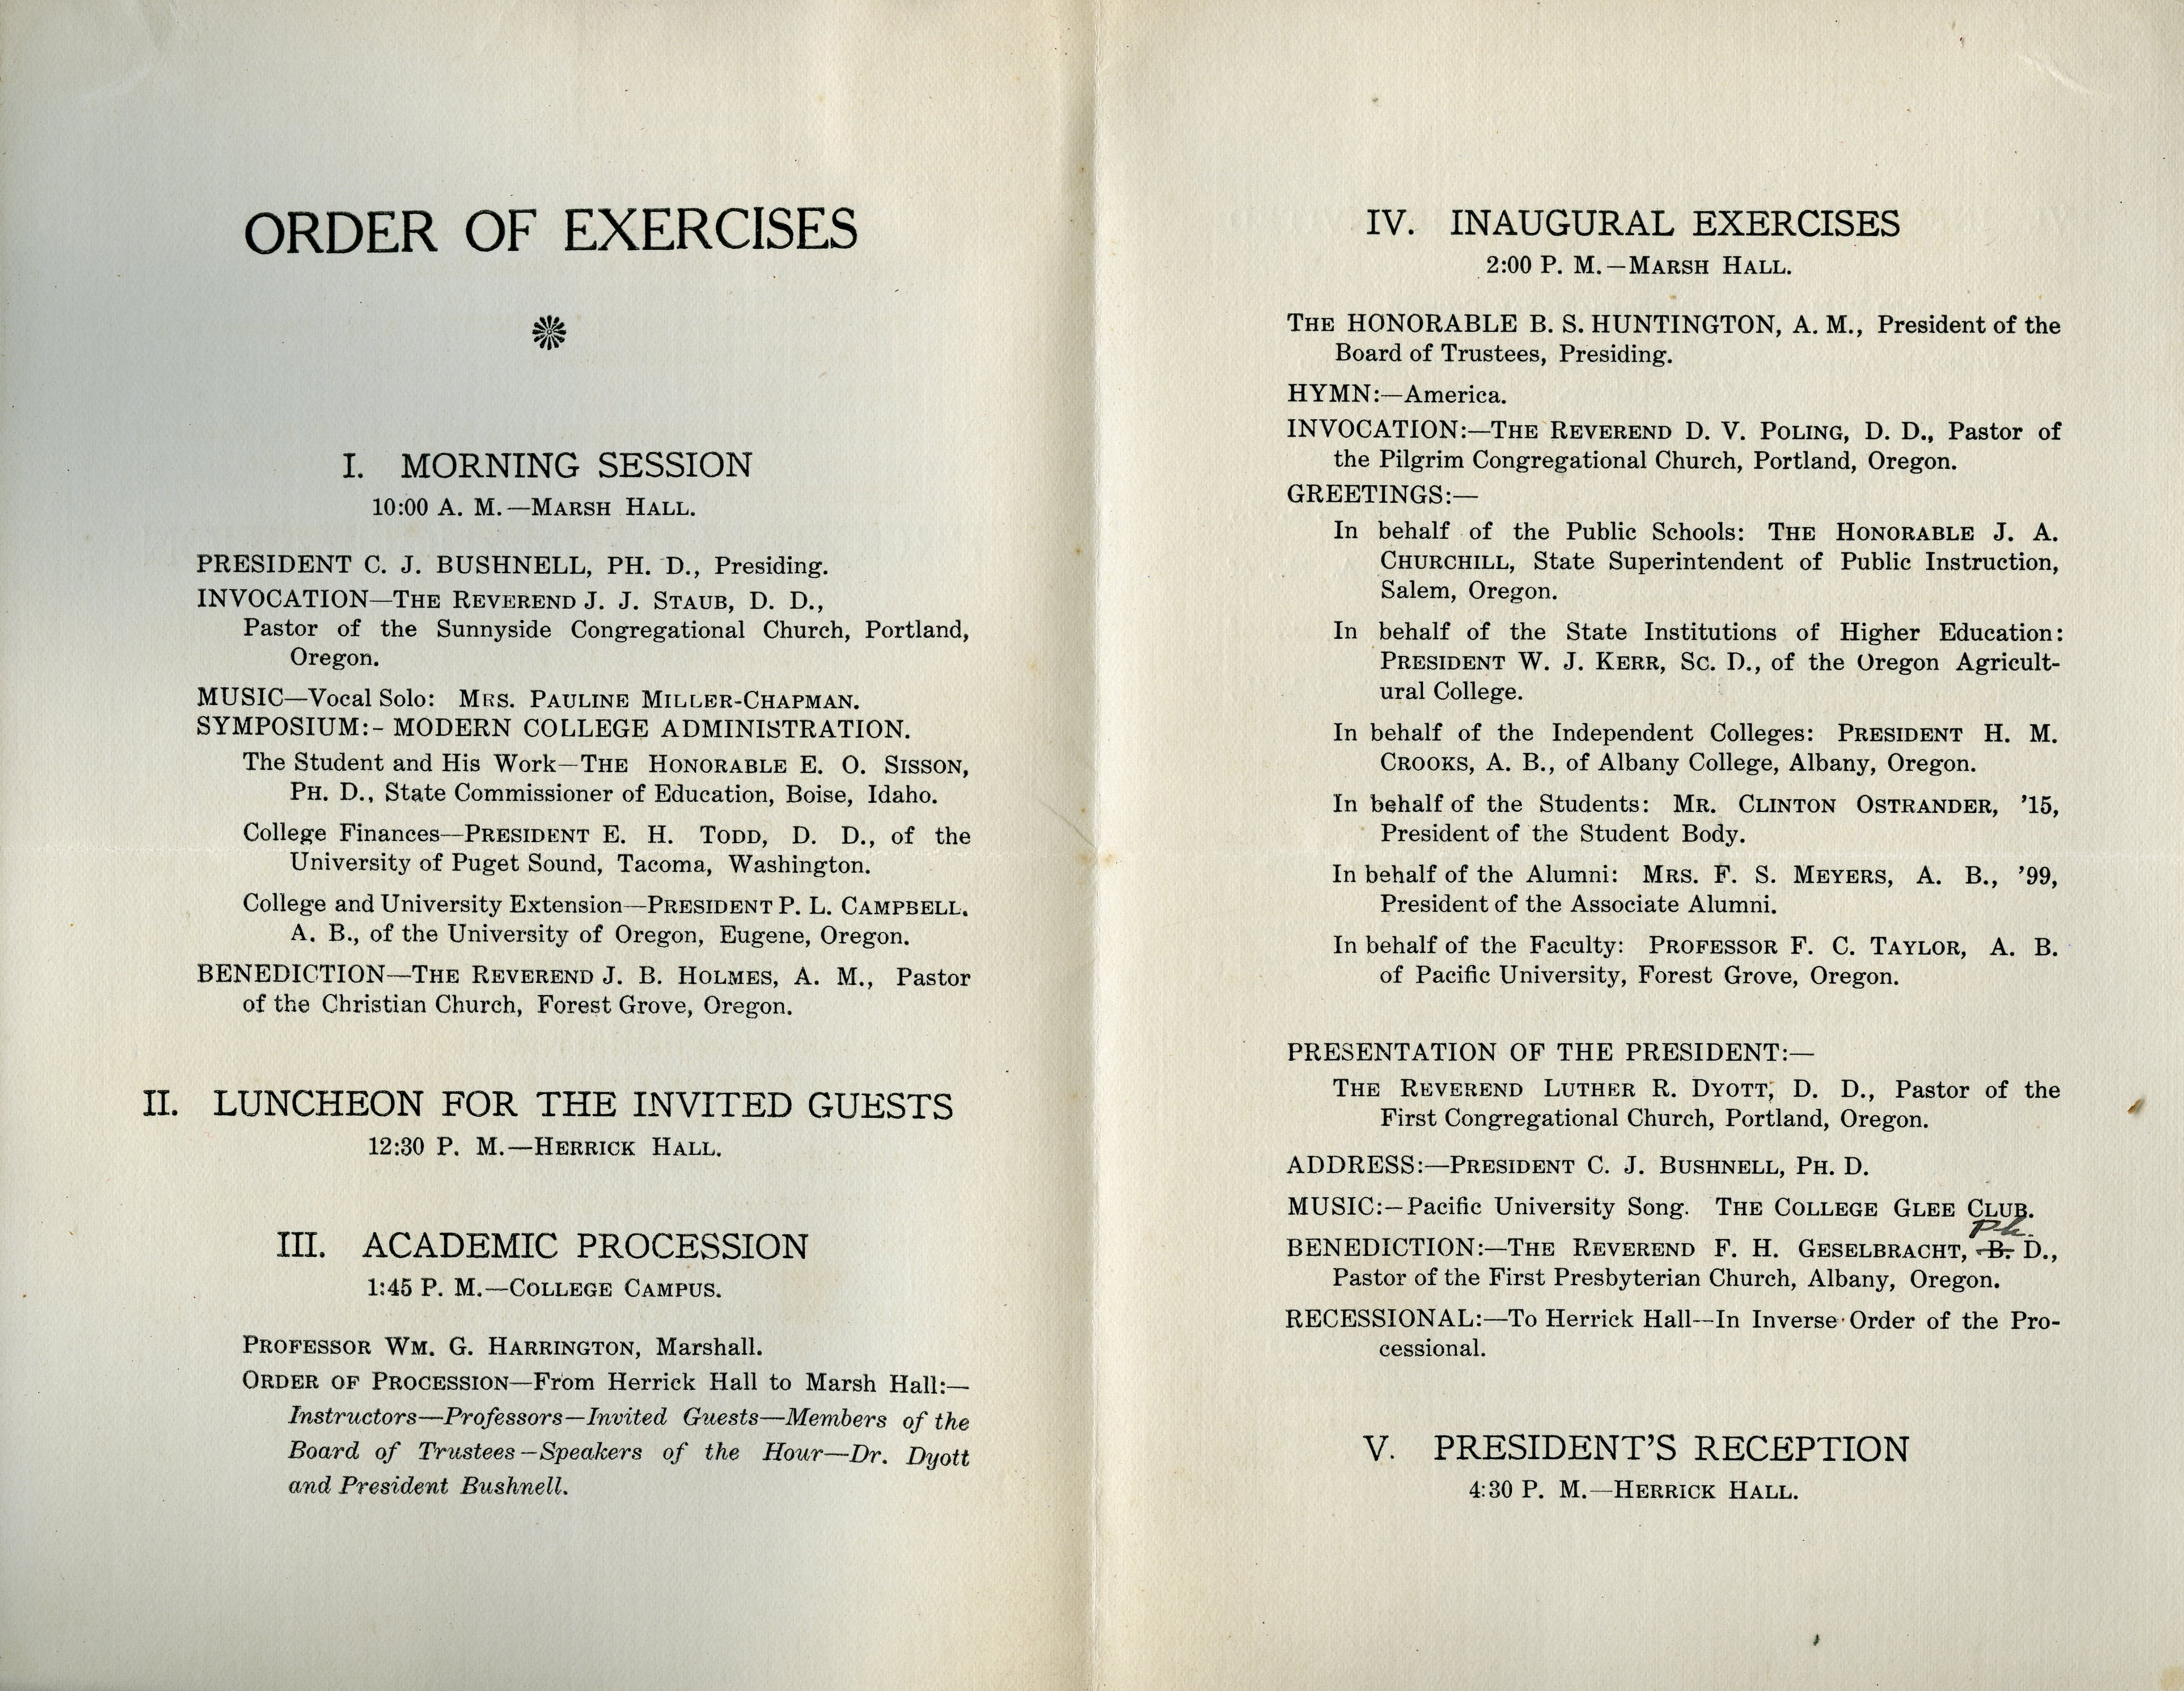 ORDER OF EXERCISES
I. MORNING SESSION
10:00 A. M.—MARSH HALL.
PRESIDENT C. J. BUSHNELL, PH. D., Presiding.
INVOCATION—THE REVEREND J. J. STAUB, D. D.,
Pastor of the Sunnyside Congregational Church, Portland,
Oregon.
MUSIC—Vocal Solo: MRS. PAULINE MILLER-CHAPMAN.
SYMPOSIUM:- MODERN COLLEGE ADMINISTRATION.
The Student and His Work—THE HONORABLE E. O. SISSON,
PH. D., State Commissioner of Education, Boise, Idaho.
College Finances—PRESIDENT E. H. TODD, D. D., of the
University of Puget Sound, Tacoma, Washington.
College and University Extension—PRESIDENT P. L. CAMPBELL.
A. B., of the University of Oregon, Eugene, Oregon.
BENEDICTION—THE REVEREND J. B. HOLMES, A. M., Pastor
of the Christian Church, Forest Grove, Oregon.
II. LUNCHEON FOR THE INVITED GUESTS
12:30 P. M.—HERRICK HALL.
III. ACADEMIC PROCESSION
1:45 P. M.—COLLEGE CAMPUS.
PROFESSOR WM. G. HARRINGTON, Marshall.
ORDER OF PROCESSION—From Herrick Hall to Marsh Hall:—
Instructors—Professors—Invited Guests—Members of the
Board of Trustees—Speakers of the Hour—Dr. Dyott
and President Bushnell.
IV. INAUGURAL EXERCISES
2:00 P. M.—MARSH HALL.
THE HONORABLE B. S. HUNTINGTON, A. M., President of the
Board of Trustees, Presiding.
HYMN:—America.
INVOCATION:—THE REVEREND D. V. POLING, D. D., Pastor of
the Pilgrim Congregational Church, Portland, Oregon.
GREETINGS:—
In behalf of the Public Schools: THE HONORABLE J. A.
CHURCHILL, State Superintendent of Public Instruction,
Salem, Oregon.
In behalf of the State Institutions of Higher Education:
PRESIDENT W. J. KERR, SC. D., of the Oregon Agricult-
ural College.
In behalf of the Independent Colleges: PRESIDENT H. M.
CROOKS, A. B., of Albany College, Albany, Oregon.
In behalf of the Students: MR. CLINTON OSTRANDER, '15,
President of the Student Body.
In behalf of the Alumni: MRS. F. S. MEYERS, A. B., '99,
President of the Associate Alumni.
In behalf of the Faculty: PROFESSOR F. C. TAYLOR, A. B.
of Pacific University, Forest Grove, Oregon.
PRESENTATION OF THE PRESIDENT:—
THE REVEREND LUTHER R. DYOTT, D. D., Pastor of the
First Congregational Church, Portland, Oregon.
ADDRESS:—PRESIDENT C. J. BUSHNELL, PH. D.
MUSIC:—Pacific University Song. THE COLLEGE GLEE CLUB.
Ph.
BENEDICTION:—THE REVEREND F. H. GESELBRACHT, B. D.,
Pastor of the First Presbyterian Church, Albany, Oregon.
RECESSIONAL:—To Herrick Hall--In Inverse Order of the Pro-
cessional.
V. PRESIDENT'S RECEPTION
4:30 P. M.—HERRICK HALL.